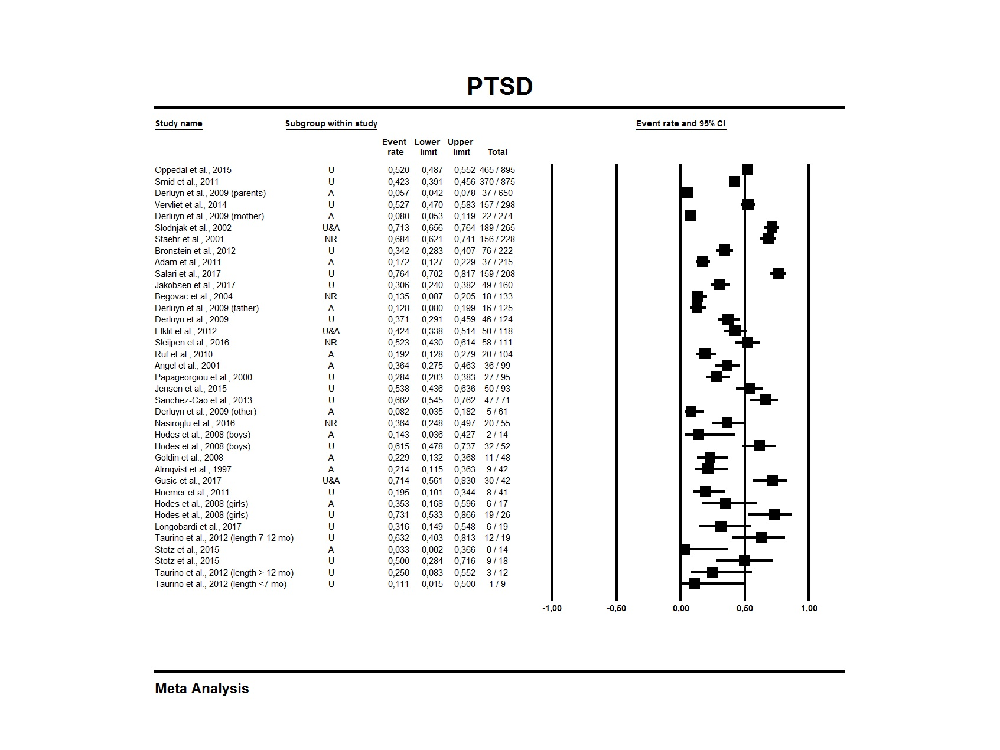 PTSD
Study name Subgroup within study Event rate and 95% CI
Event Lower Upper
rate limit limit Total
Oppedal et al., 2015 U 0,520 0,487 0,552 465 / 895
Smid et al., 2011 U 0,423 0,391 0,456 370 / 875
Derluyn et al., 2009 (parents) A 0,057 0,042 0,078 37 / 650
Vervliet et al., 2014 U 0,527 0,470 0,583 157 / 298
Derluyn et al., 2009 (mother) A 0,080 0,053 0,119 22 / 274
Slodnjak et al., 2002 U&A 0,713 0,656 0,764 189 / 265
Staehr et al., 2001 NR 0,684 0,621 0,741 156 / 228
Bronstein et al., 2012 U 0,342 0,283 0,407 76 / 222
Adam et al., 2011 A 0,172 0,127 0,229 37 / 215
Salari et al., 2017 U 0,764 0,702 0,817 159 / 208
Jakobsen et al., 2017 U 0,306 0,240 0,382 49 / 160
Begovac et al., 2004 NR 0,135 0,087 0,205 18 / 133
Derluyn et al., 2009 (father) A 0,128 0,080 0,199 16 / 125
Derluyn et al., 2009 U 0,371 0,291 0,459 46 / 124
Elklit et al., 2012 U&A 0,424 0,338 0,514 50 / 118
Sleijpen et al., 2016 NR 0,523 0,430 0,614 58 / 111
Ruf et al., 2010 A 0,192 0,128 0,279 20 / 104
Angel et al., 2001 A 0,364 0,275 0,463 36 / 99
Papageorgiou et al., 2000 U 0,284 0,203 0,383 27 / 95
Jensen et al., 2015 U 0,538 0,436 0,636 50 / 93
Sanchez-Cao et al., 2013 U 0,662 0,545 0,762 47 / 71
Derluyn et al., 2009 (other) A 0,082 0,035 0,182 5 / 61
Nasiroglu et al., 2016 NR 0,364 0,248 0,497 20 / 55
Hodes et al., 2008 (boys) A 0,143 0,036 0,427 2 / 14
Hodes et al., 2008 (boys) U 0,615 0,478 0,737 32 / 52
Goldin et al., 2008 A 0,229 0,132 0,368 11 / 48
Almqvist et al., 1997 A 0,214 0,115 0,363 9 / 42
Gusic et al., 2017 U&A 0,714 0,561 0,830 30 / 42
Huemer et al., 2011 U 0,195 0,101 0,344 8 / 41
Hodes et al., 2008 (girls) A 0,353 0,168 0,596 6 / 17
Hodes et al., 2008 (girls) U 0,731 0,533 0,866 19 / 26
Longobardi et al., 2017 U 0,316 0,149 0,548 6 / 19
Taurino et al., 2012 (length 7-12 mo) U 0,632 0,403 0,813 12 / 19
Stotz et al., 2015 A 0,033 0,002 0,366 0 / 14
Stotz et al., 2015 U 0,500 0,284 0,716 9 / 18
Taurino et al., 2012 (length > 12 mo) U 0,250 0,083 0,552 3 / 12
Taurino et al., 2012 (length <7 mo) U 0,111 0,015 0,500 1 / 9
-1,00 -0,50 0,00 0,50 1,00
Meta Analysis